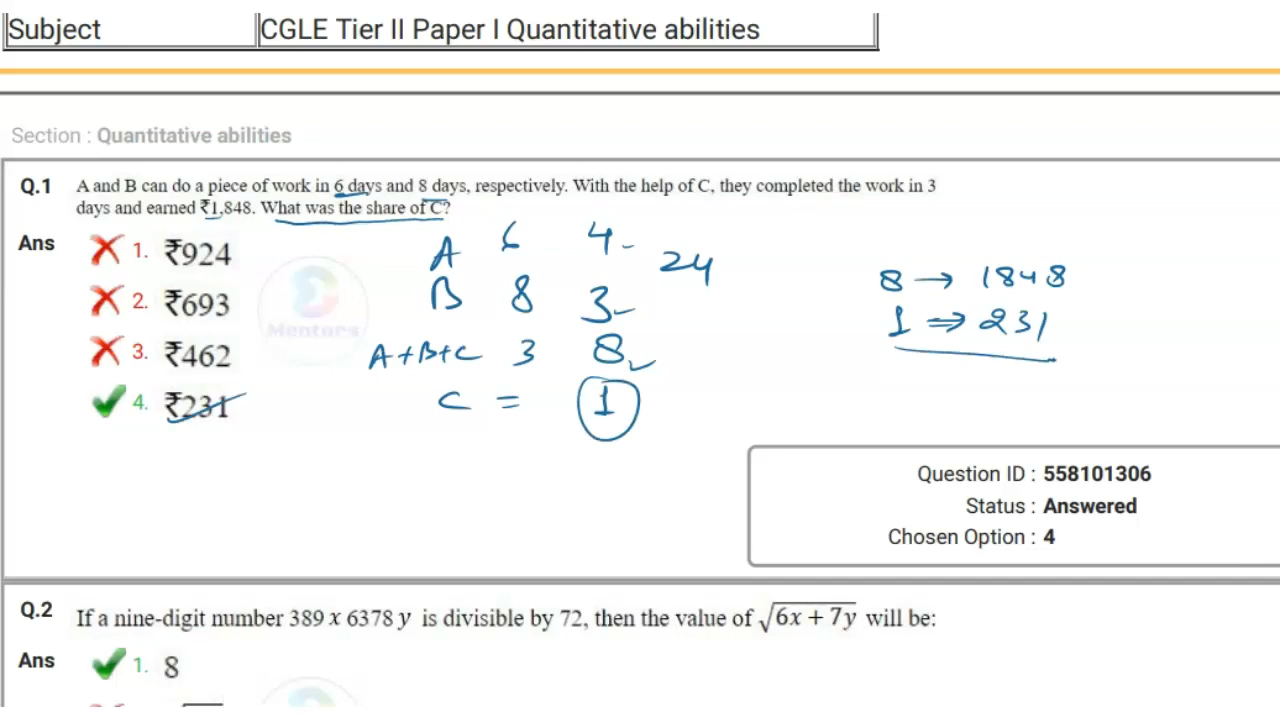 Subject CGLE Tier II Paper I Quantitative abilities
Section : Quantitative abilities
Q.1 A and B can do a piece of work in 6 days and 8 days, respectively. With the help of C, they completed the work in 3
days and earned ₹1,848. What was the share of C?
Ans 1. ₹924
2. ₹693
3. ₹462
4. ₹231
Mentors
A 6 4 24
B 8 3
A+B+C 3 8
C = 1
8 → 1848
1 ⇒ 231
Question ID : 558101306
Status : Answered
Chosen Option : 4
Q.2 If a nine-digit number 389 x 6378 y is divisible by 72, then the value of √6x + 7y will be:
Ans 1. 8